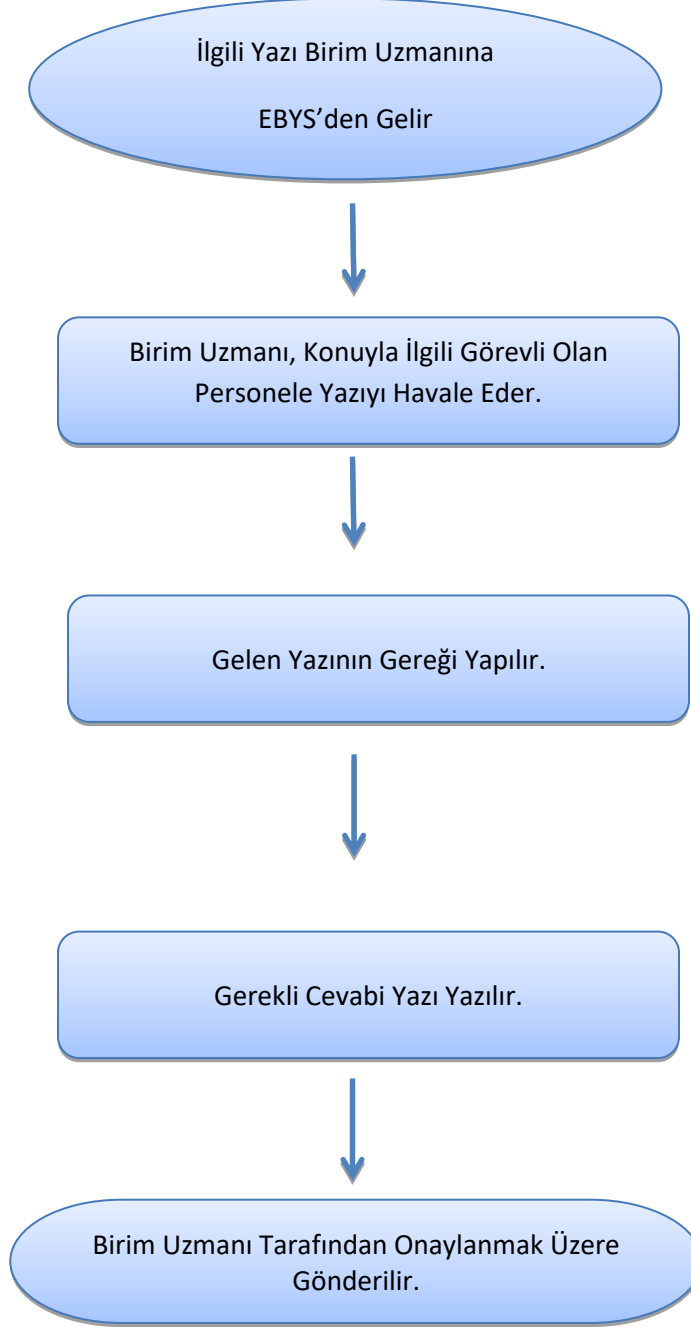 İlgili Yazı Birim Uzmanına
EBYS’den Gelir
Birim Uzmanı, Konuyla İlgili Görevli Olan
Personele Yazıyı Havale Eder.
Gelen Yazının Gereği Yapılır.
Gerekli Cevabi Yazı Yazılır.
Birim Uzmanı Tarafından Onaylanmak Üzere
Gönderilir.